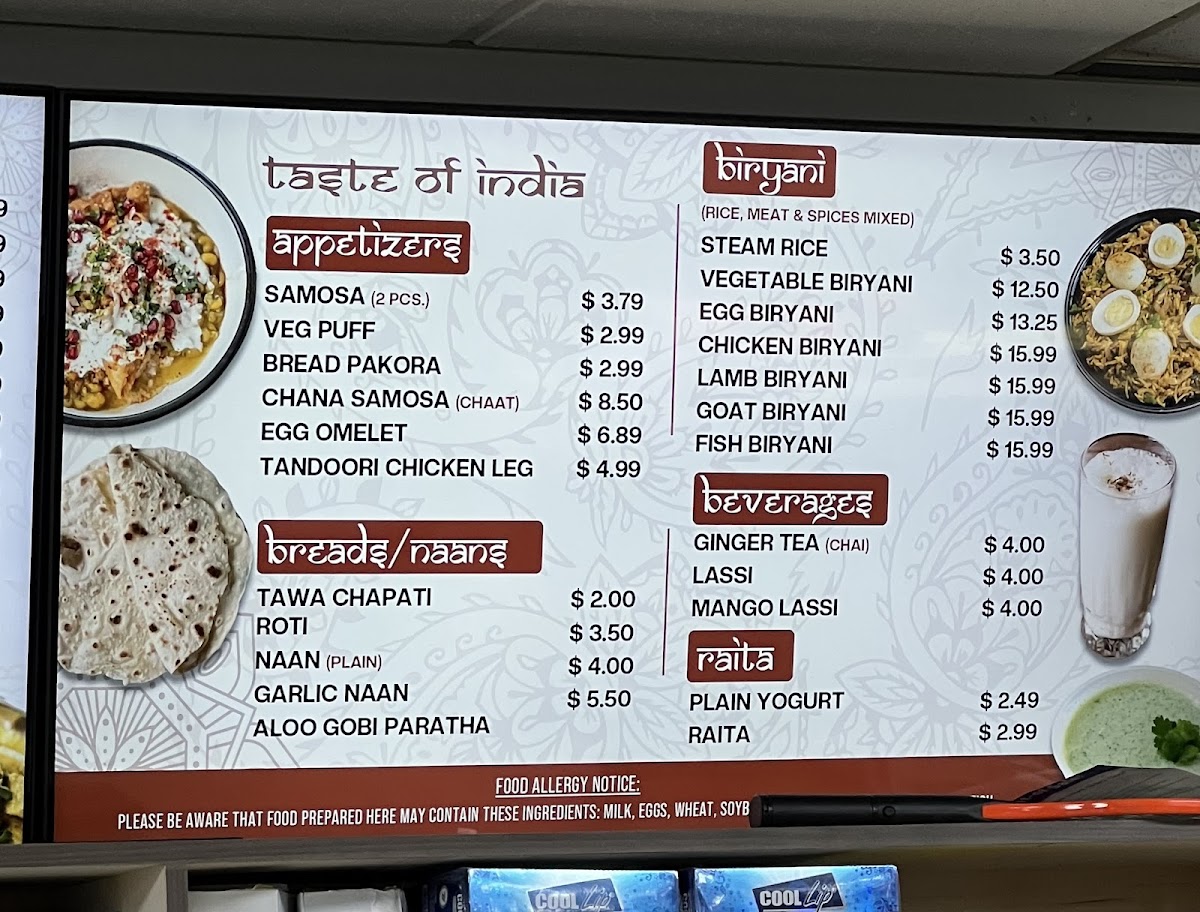 taste of india
appetizers
SAMOSA (2 PCS.) $ 3.79
VEG PUFF $ 2.99
BREAD PAKORA $ 2.99
CHANA SAMOSA (CHAAT) $ 8.50
EGG OMELET $ 6.89
TANDOORI CHICKEN LEG $ 4.99
breads/naans
TAWA CHAPATI $ 2.00
ROTI $ 3.50
NAAN (PLAIN) $ 4.00
GARLIC NAAN $ 5.50
ALOO GOBI PARATHA
biryani
(RICE, MEAT & SPICES MIXED)
STEAM RICE $ 3.50
VEGETABLE BIRYANI $ 12.50
EGG BIRYANI $ 13.25
CHICKEN BIRYANI $ 15.99
LAMB BIRYANI $ 15.99
GOAT BIRYANI $ 15.99
FISH BIRYANI $ 15.99
beverages
GINGER TEA (CHAI) $ 4.00
LASSI $ 4.00
MANGO LASSI $ 4.00
raita
PLAIN YOGURT $ 2.49
RAITA $ 2.99
FOOD ALLERGY NOTICE:
PLEASE BE AWARE THAT FOOD PREPARED HERE MAY CONTAIN THESE INGREDIENTS: MILK, EGGS, WHEAT,
COOL Lip
COOL Lip